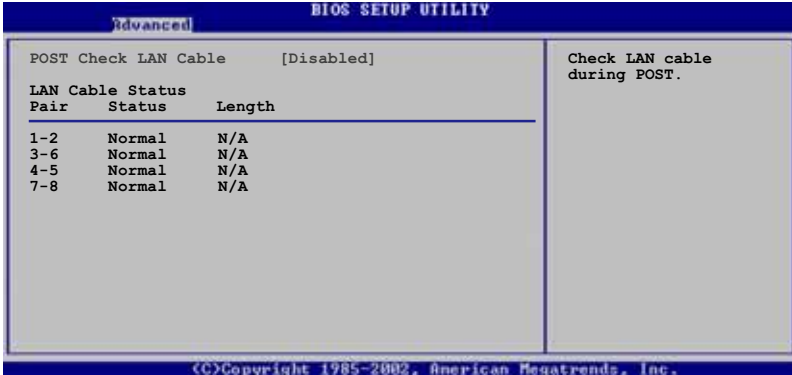 BIOS SETUP UTILITY
Advanced
POST Check LAN Cable [Disabled]
LAN Cable Status
Pair Status Length
1-2 Normal N/A
3-6 Normal N/A
4-5 Normal N/A
7-8 Normal N/A
Check LAN cable
during POST.
(C)Copyright 1985-2002, American Megatrends, Inc.